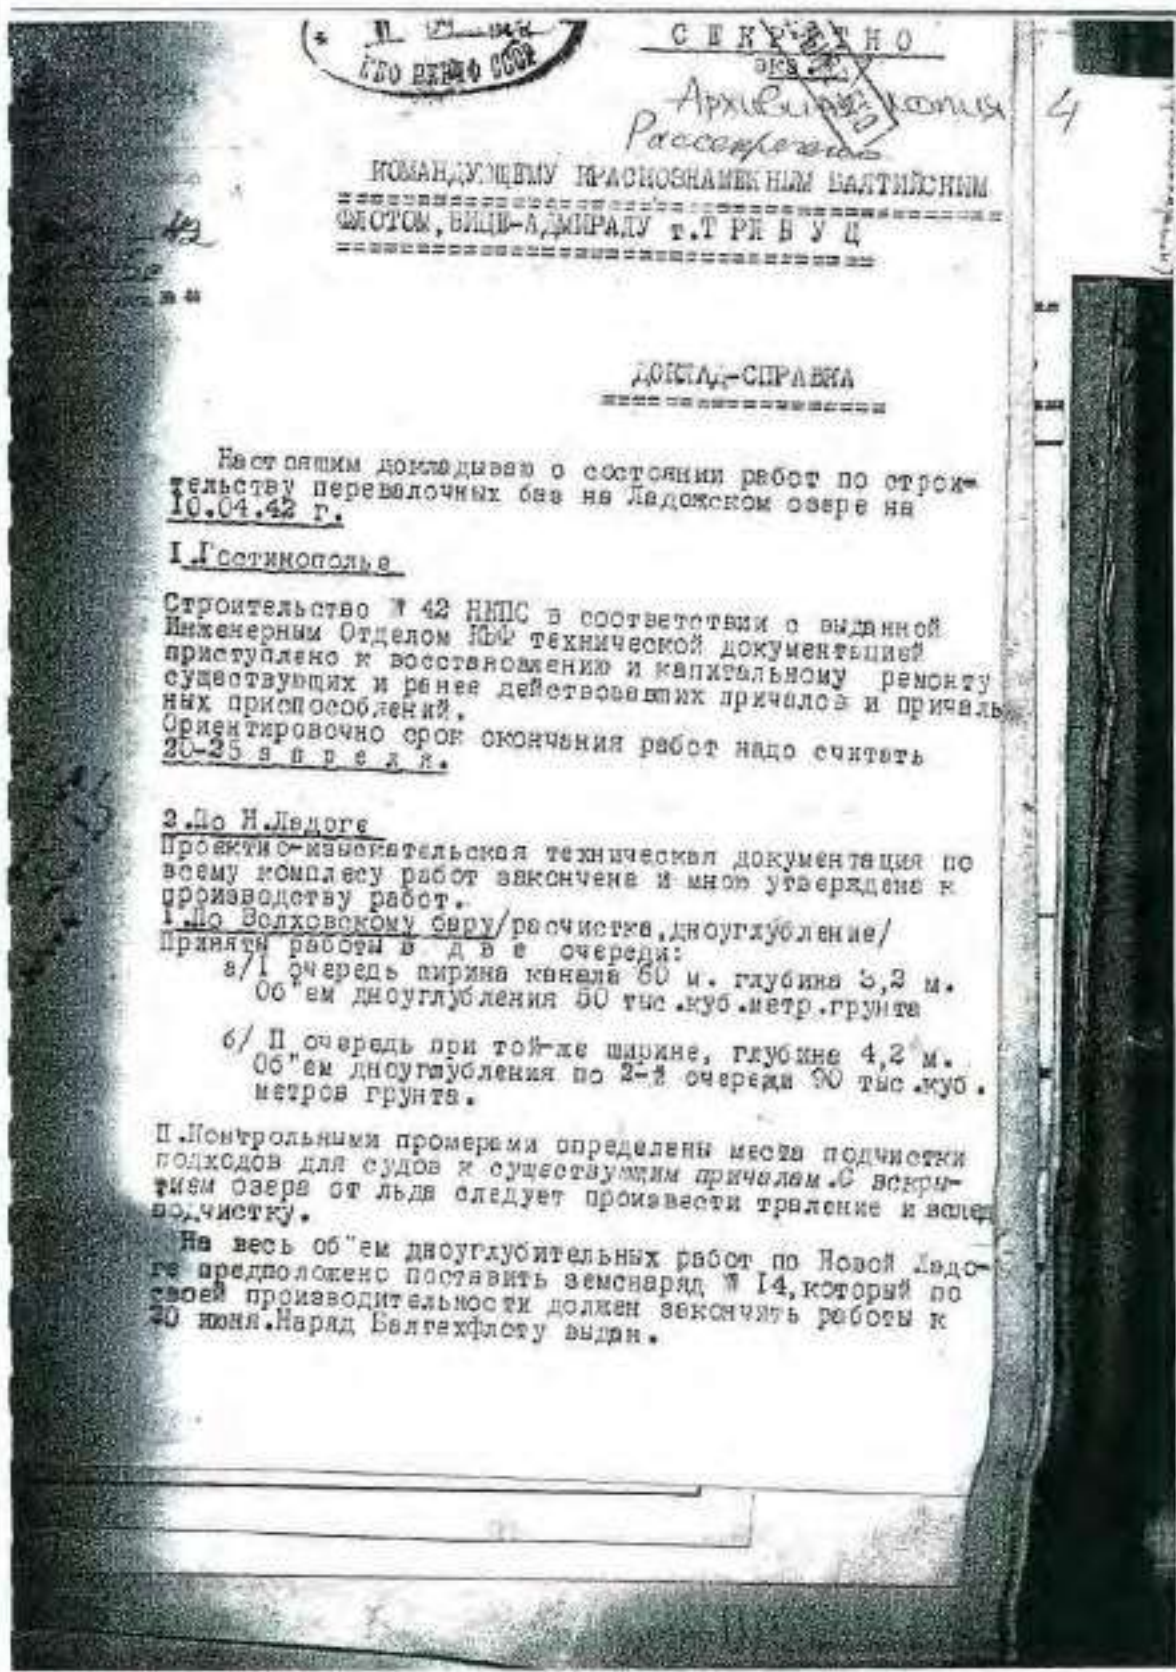 СССР
СЕКРЕТНО
экз
Архивная копия 4
Рассекречено
КОМАНДУЮЩЕМУ КРАСНОЗНАМЕННЫМ БАЛТИЙСКИМ
ФЛОТОМ, ВИЦЕ-АДМИРАЛУ т.Т Р И Б У Ц
42
ДОКЛАД-СПРАВКА
Настоящим докладываю о состоянии работ по строи-
тельству перевалочных баз на Ладожском озере на
10.04.42 г.
I.Гостинополье
Строительство № 42 НКПС в соответствии с выданной
Инженерным Отделом КБФ технической документацией
приступлено к восстановлению и капитальному ремонту
существующих и ранее действовавших причалов и причаль
ных приспособлений.
Ориентировочно срок окончания работ надо считать
20-25 а п р е л я.
2.По Н.Ладоге
Проектно-изыскательская техническая документация по
всему комплесу работ закончена и мною утверждена к
производству работ.
I.По Волховскому бару/расчистка,дноуглубление/
Приняты работы в д в е очереди:
а/I очередь ширина канала 60 м. глубина 3,2 м.
Об"ем дноуглубления 50 тыс.куб.метр.грунта
б/ П очередь при той-же ширине, глубине 4,2 м.
Об"ем дноуглубления по 2-й очереди 90 тыс.куб.
метров грунта.
П.Контрольными промерами определены места подчистки
подходов для судов к существующим причалам.С вскры-
тием озера от льда следует произвести траление и вслед
подчистку.
На весь об"ем дноуглубительных работ по Новой Ладо-
ге предположено поставить земснаряд № I4,который по
своей производительности должен закончить работы к
июня.Наряд Балтехфлоту выдан.